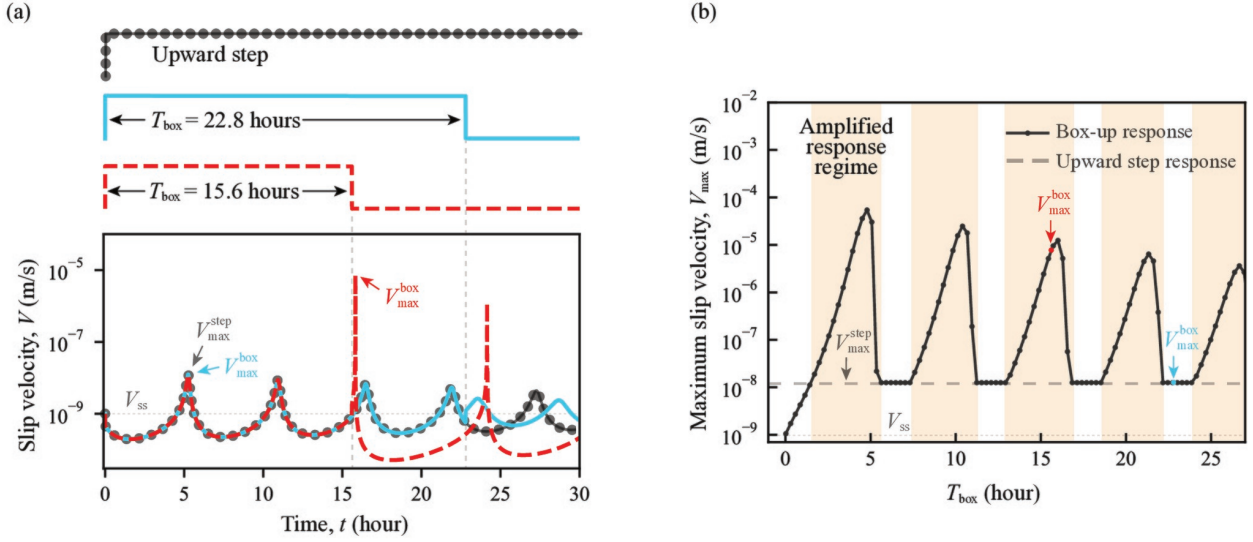 (a)
Upward step
T_box = 22.8 hours
T_box = 15.6 hours
Slip velocity, V (m/s)
10^−5
10^−7
10^−9
V_max^box
V_max^step
V_max^box
V_ss
0
5
10
15
20
25
30
Time, t (hour)
(b)
Maximum slip velocity, V_max (m/s)
10^−2
10^−3
10^−4
10^−5
10^−6
10^−7
10^−8
10^−9
Amplified
response
regime
Box-up response
Upward step response
V_max^box
V_max^step
V_max^box
V_ss
0
5
10
15
20
25
T_box (hour)